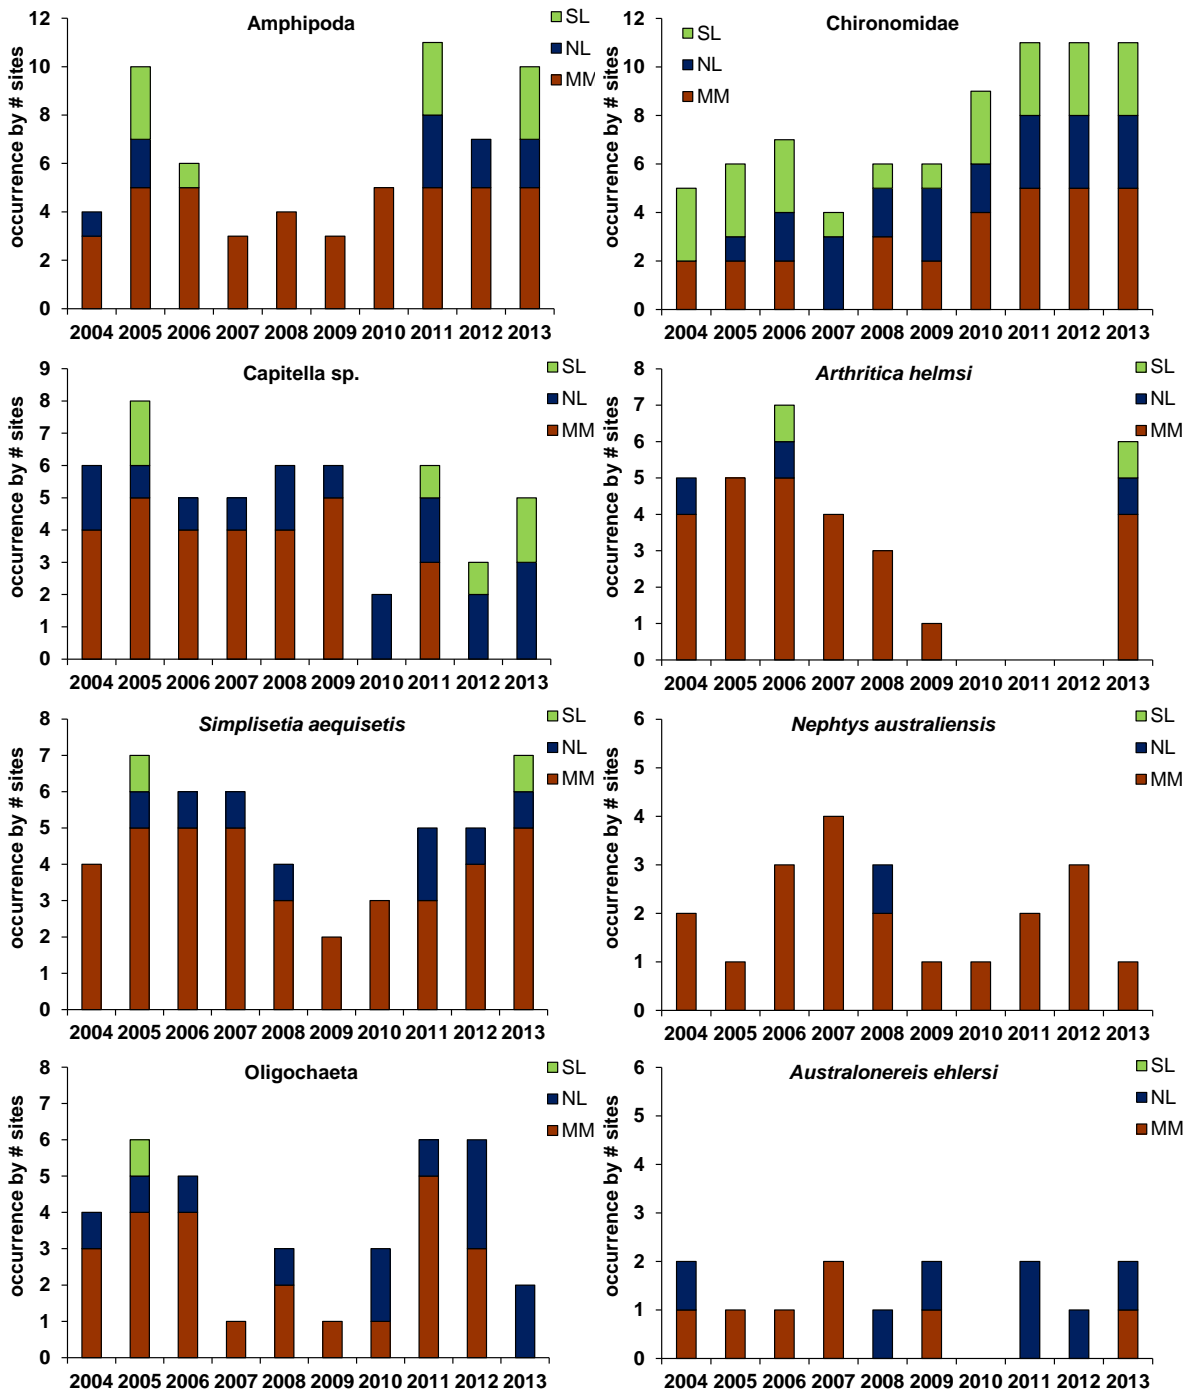 Amphipoda
occurrence by # sites
12
10
8
6
4
2
0
2004 2005 2006 2007 2008 2009 2010 2011 2012 2013
SL
NL
MM
Chironomidae
occurrence by # sites
12
10
8
6
4
2
0
2004 2005 2006 2007 2008 2009 2010 2011 2012 2013
SL
NL
MM
Capitella sp.
occurrence by # sites
9
8
7
6
5
4
3
2
1
0
2004 2005 2006 2007 2008 2009 2010 2011 2012 2013
SL
NL
MM
Arthritica helmsi
occurrence by # sites
8
7
6
5
4
3
2
1
0
2004 2005 2006 2007 2008 2009 2010 2011 2012 2013
SL
NL
MM
Simplisetia aequisetis
occurrence by # sites
8
7
6
5
4
3
2
1
0
2004 2005 2006 2007 2008 2009 2010 2011 2012 2013
SL
NL
MM
Nephtys australiensis
occurrence by # sites
6
5
4
3
2
1
0
2004 2005 2006 2007 2008 2009 2010 2011 2012 2013
SL
NL
MM
Oligochaeta
occurrence by # sites
8
7
6
5
4
3
2
1
0
2004 2005 2006 2007 2008 2009 2010 2011 2012 2013
SL
NL
MM
Australonereis ehlersi
occurrence by # sites
6
5
4
3
2
1
0
2004 2005 2006 2007 2008 2009 2010 2011 2012 2013
SL
NL
MM